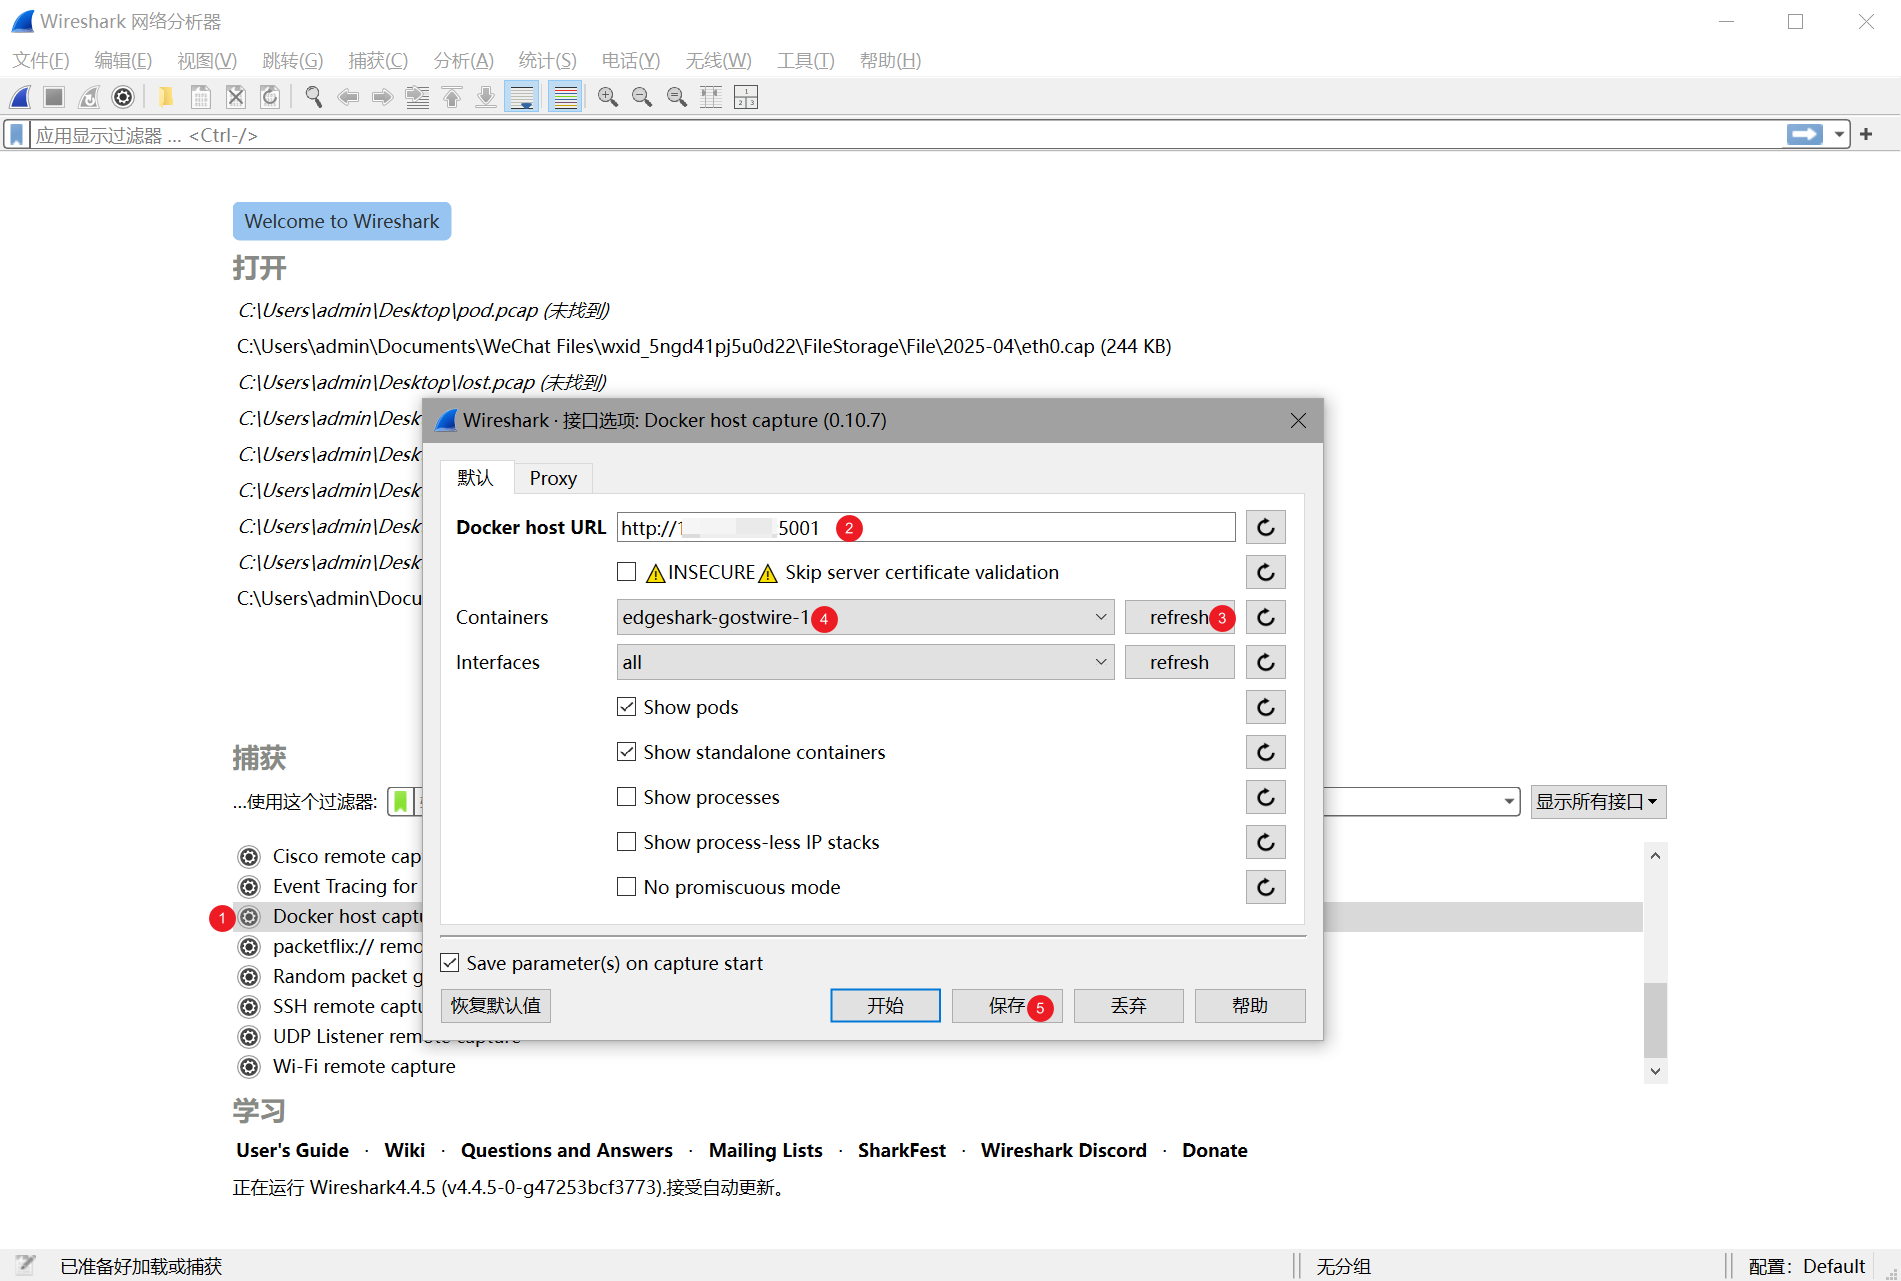 Wireshark 网络分析器
文件(F) 编辑(E) 视图(V) 跳转(G) 捕获(C) 分析(A) 统计(S) 电话(Y) 无线(W) 工具(T) 帮助(H)
应用显示过滤器 … <Ctrl-/>
Welcome to Wireshark
打开
C:\Users\admin\Desktop\pod.pcap (未找到)
C:\Users\admin\Documents\WeChat Files\wxid_5ngd41pj5u0d22\FileStorage\File\2025-04\eth0.cap (244 KB)
C:\Users\admin\Desktop\lost.pcap (未找到)
C:\Users\admin\Desk
C:\Users\admin\Desk
C:\Users\admin\Desk
C:\Users\admin\Desk
C:\Users\admin\Desk
C:\Users\admin\Docu
Wireshark · 接口选项: Docker host capture (0.10.7)
默认 Proxy
Docker host URL http://1 5001 2
INSECURE Skip server certificate validation
Containers edgeshark-gostwire-1 4 refresh 3
Interfaces all refresh
Show pods
Show standalone containers
Show processes
Show process-less IP stacks
No promiscuous mode
Save parameter(s) on capture start
恢复默认值 开始 保存 5 丢弃 帮助
捕获
…使用这个过滤器: 显示所有接口
Cisco remote cap
Event Tracing for
1 Docker host capt
packetflix:// remo
Random packet g
SSH remote captu
UDP Listener remote capture
Wi-Fi remote capture
学习
User's Guide · Wiki · Questions and Answers · Mailing Lists · SharkFest · Wireshark Discord · Donate
正在运行 Wireshark4.4.5 (v4.4.5-0-g47253bcf3773).接受自动更新。
已准备好加载或捕获 无分组 配置：Default